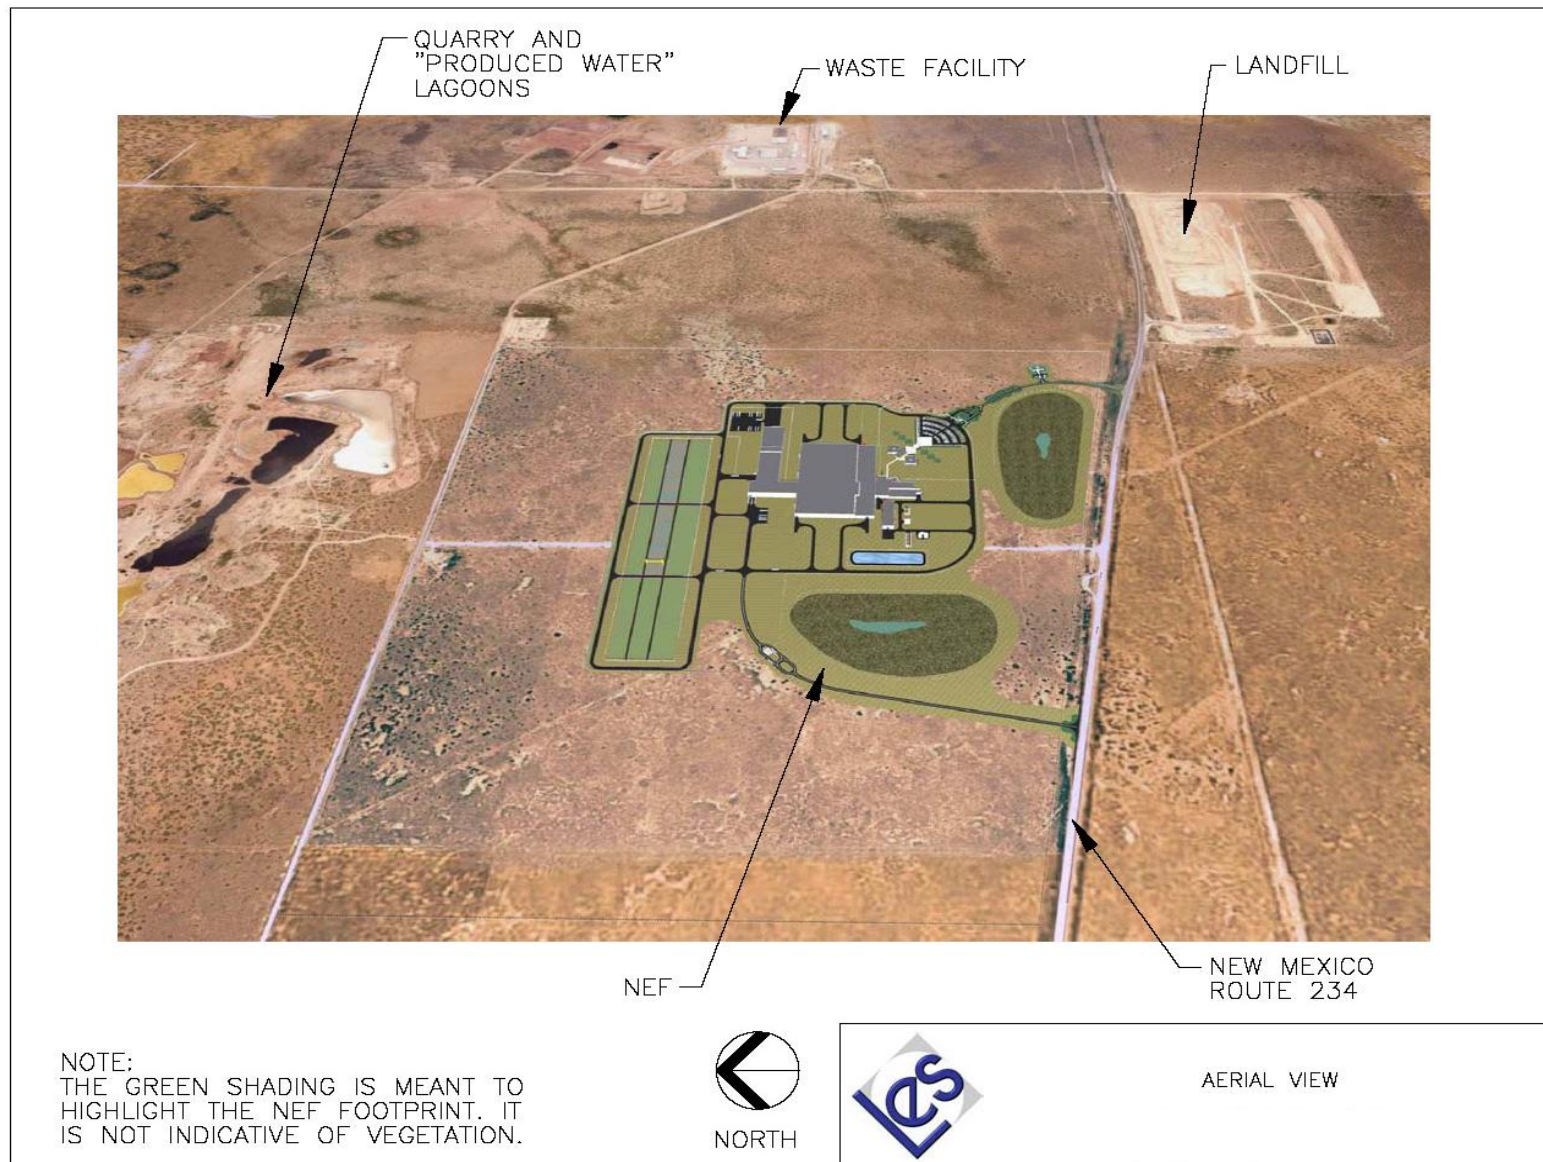 QUARRY AND
"PRODUCED WATER"
LAGOONS
WASTE FACILITY
LANDFILL
NEF
NEW MEXICO
ROUTE 234
NOTE:
THE GREEN SHADING IS MEANT TO
HIGHLIGHT THE NEF FOOTPRINT. IT
IS NOT INDICATIVE OF VEGETATION.
NORTH
LES
AERIAL VIEW